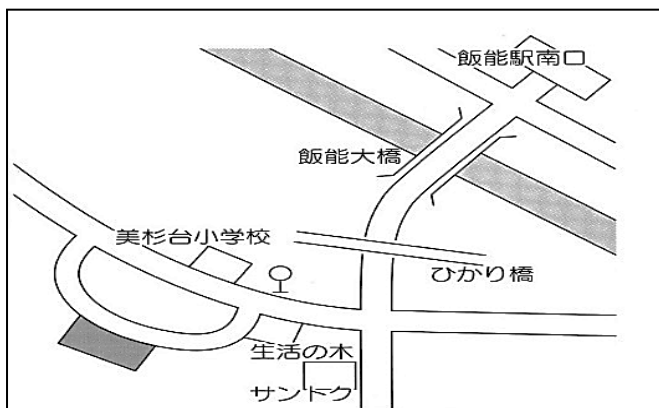 飯能駅南口
飯能大橋
美杉台小学校
ひかり橋
生活の木
サントク